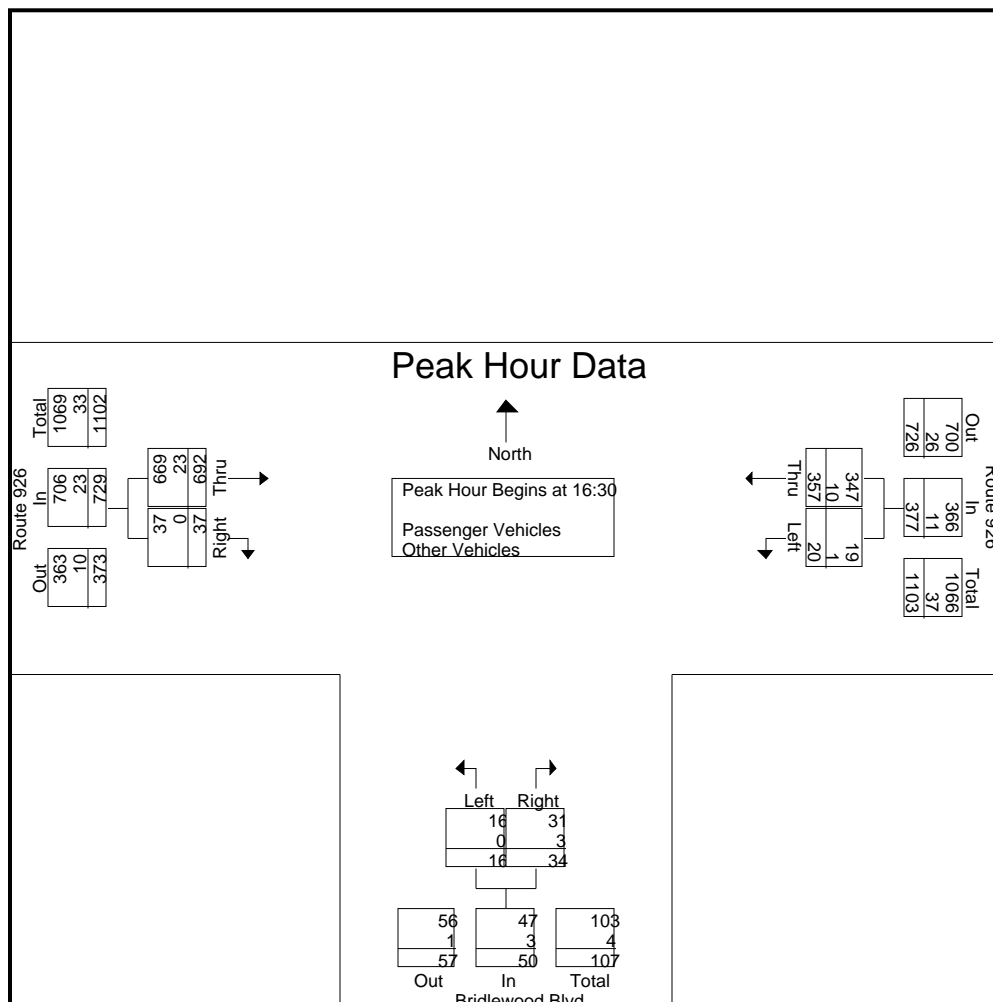 Peak Hour Data
North
Peak Hour Begins at 16:30
Passenger Vehicles
Other Vehicles
Route 926
Total
1069
33
1102
In
706
23
729
Out
363
10
373
Thru
669
23
692
Right
37
0
37
Route 926
Out
700
26
726
In
366
11
377
Total
1066
37
1103
Thru
347
10
357
Left
19
1
20
Left Right
16 31
0 3
16 34
56 47 103
1 3 4
57 50 107
Out In Total
Bridlewood Blvd